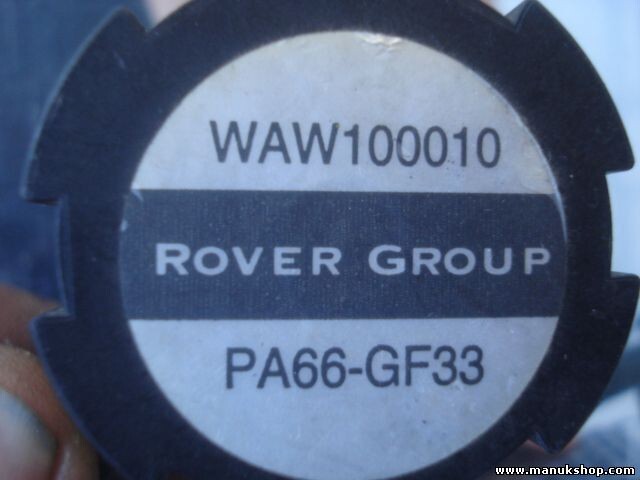 WAW100010
ROVER GROUP
PA66-GF33
www.manukshop.com